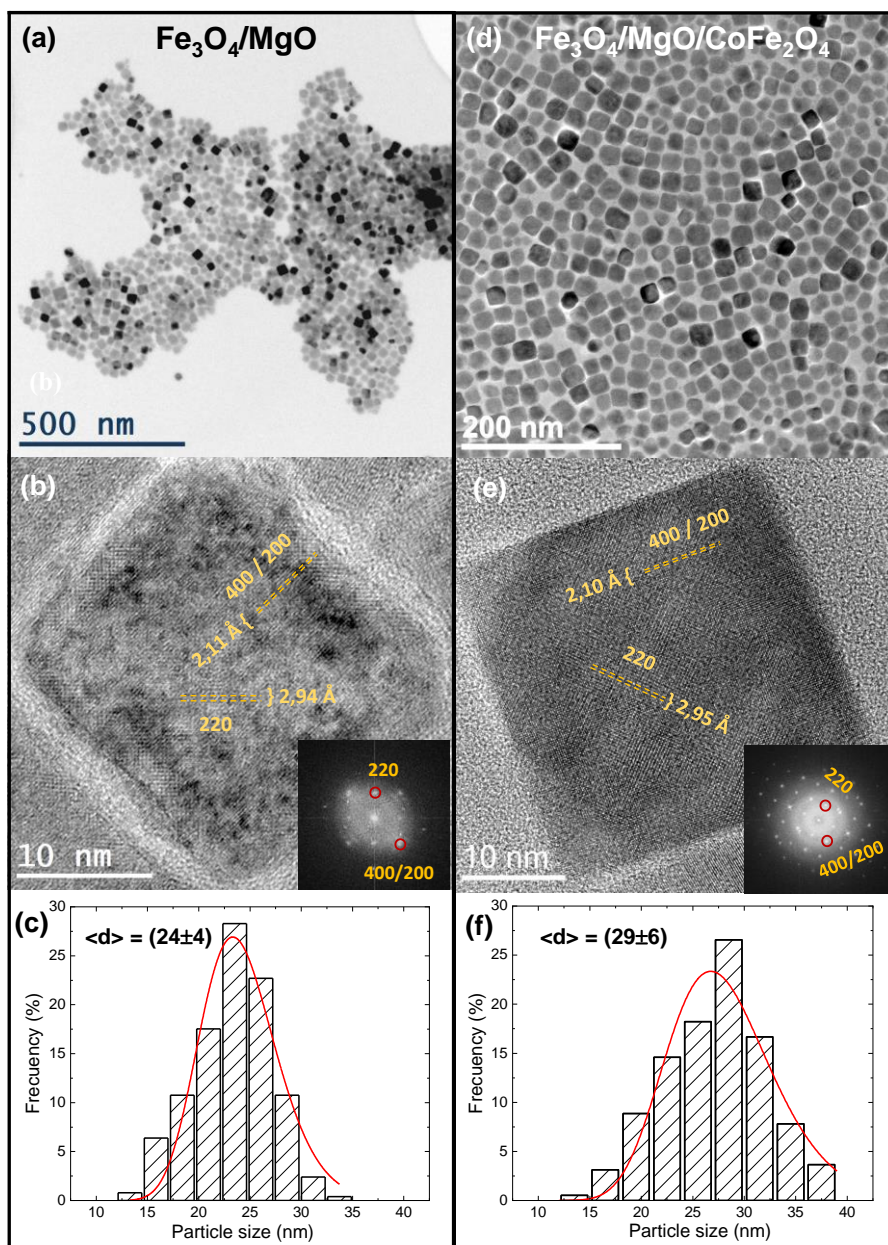 (a) Fe₃O₄/MgO
(b)
500 nm
(d) Fe₃O₄/MgO/CoFe₂O₄
200 nm
(b)
400 / 200
2,11 Å {
} 2,94 Å
220
10 nm
220
400/200
(e)
400 / 200
2,10 Å {
220
} 2,95 Å
10 nm
220
400/200
(c) <d> = (24±4)
Frecuency (%)
30
25
20
15
10
5
0
10 15 20 25 30 35 40
Particle size (nm)
(f) <d> = (29±6)
Frecuency (%)
30
25
20
15
10
5
0
10 15 20 25 30 35 40
Particle size (nm)